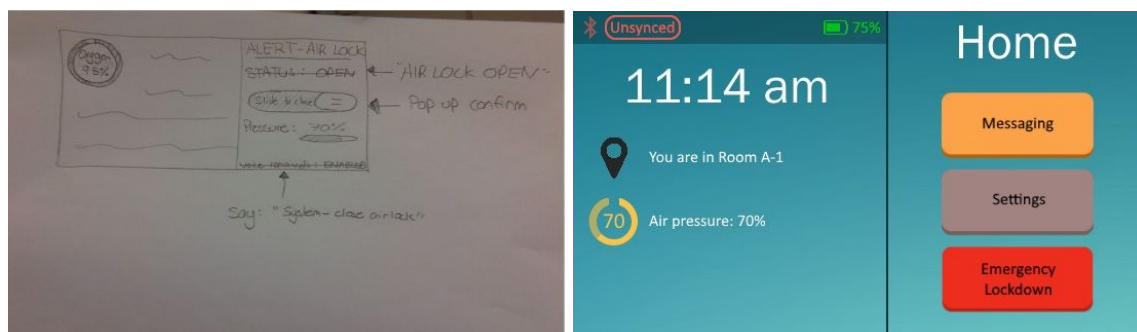 Oxygen
95%
ALERT-AIR LOCK
STATUS: OPEN
"AIR LOCK OPEN"
Slide to close
Pop up confirm
Pressure: 70%
Voice commands: ENABLED
Say: "System-close airlock"
Unsynced
75%
11:14 am
You are in Room A-1
70
Air pressure: 70%
Home
Messaging
Settings
Emergency
Lockdown